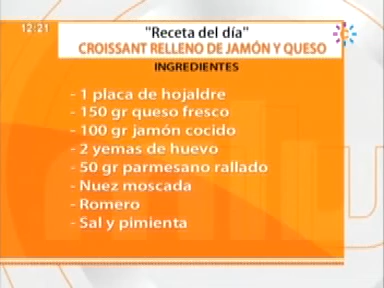 12:21
"Receta del día"
CROISSANT RELLENO DE JAMÓN Y QUESO
INGREDIENTES
- 1 placa de hojaldre
- 150 gr queso fresco
- 100 gr jamón cocido
- 2 yemas de huevo
- 50 gr parmesano rallado
- Nuez moscada
- Romero
- Sal y pimienta